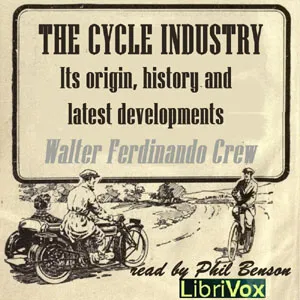 THE CYCLE INDUSTRY
Its origin, history and
latest developments
Walter Ferdinando Crew
read by Phil Benson
LibriVox